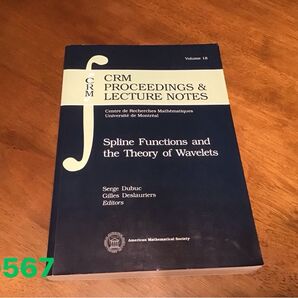 Volume 18
CRM
CRM
PROCEEDINGS &
LECTURE NOTES
Centre de Recherches Mathématiques
Université de Montréal
Spline Functions and
the Theory of Wavelets
Serge Dubuc
Gilles Deslauriers
Editors
American Mathematical Society
567